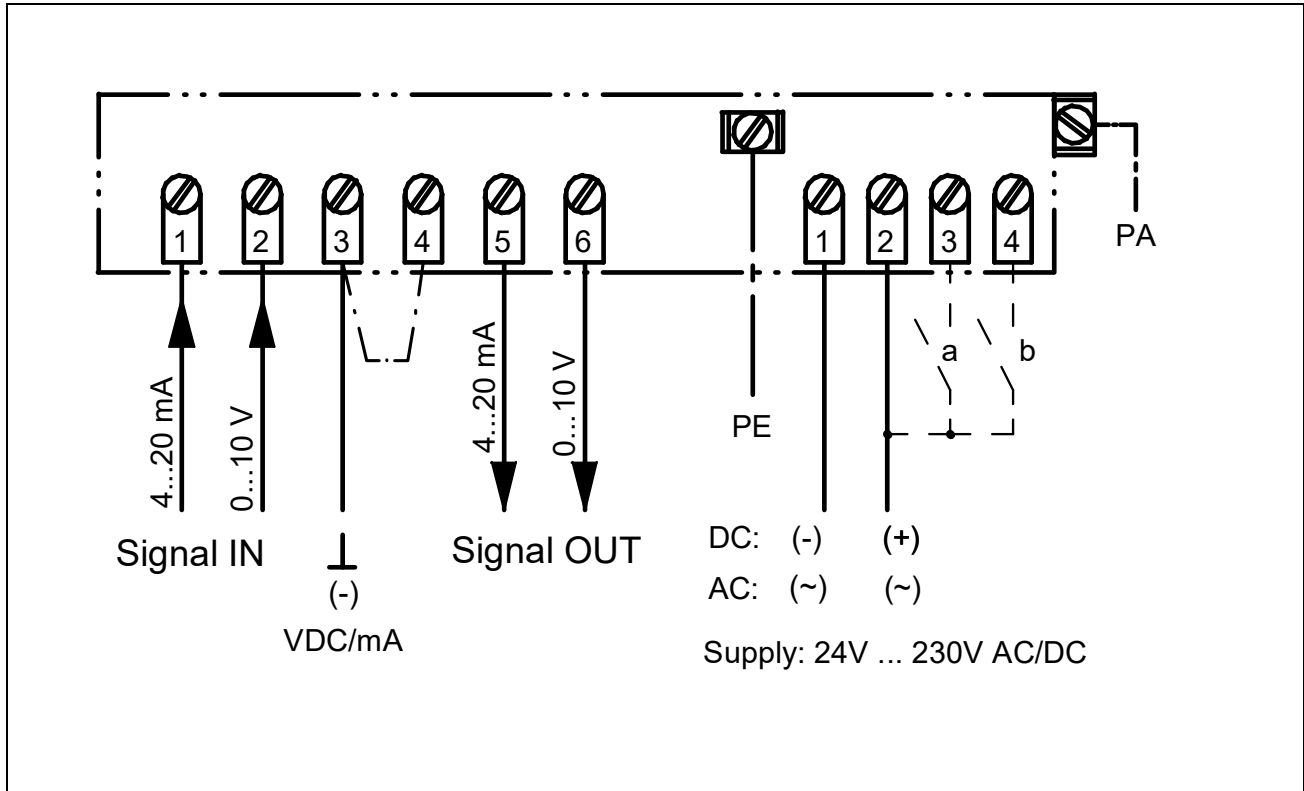 1 2 3 4 5 6
1 2 3 4
PA
PE
a b
4...20 mA
0...10 V
4...20 mA
0...10 V
Signal IN
Signal OUT
(-)
VDC/mA
DC: (-) (+)
AC: (~) (~)
Supply: 24V ... 230V AC/DC